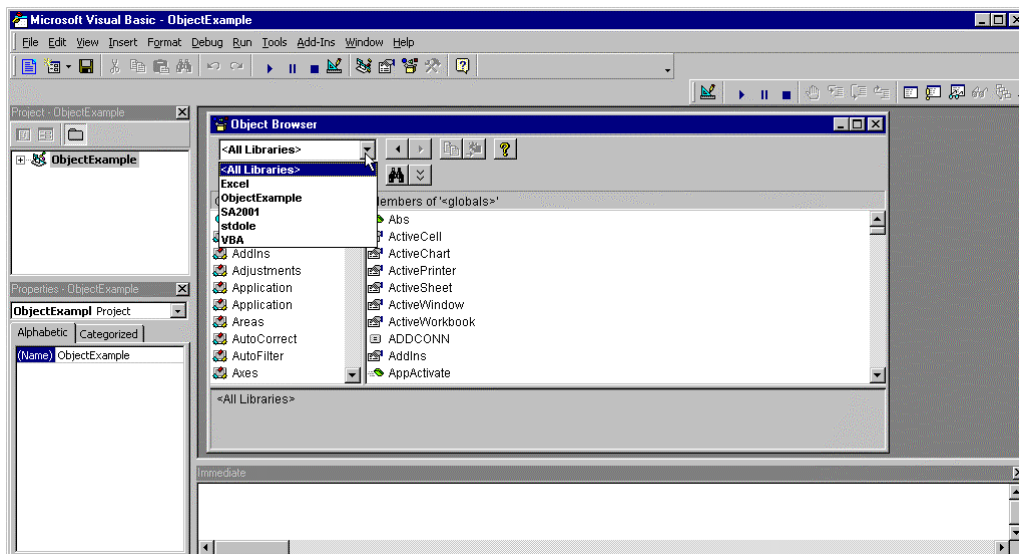 Microsoft Visual Basic - ObjectExample
File Edit View Insert Format Debug Run Tools Add-Ins Window Help
Project - ObjectExample
ObjectExample
Properties - ObjectExample
ObjectExampl Project
Alphabetic Categorized
(Name) ObjectExample
Object Browser
<All Libraries>
<All Libraries>
Excel
ObjectExample
SA2001
stdole
VBA
AddIns
Adjustments
Application
Application
Areas
AutoCorrect
AutoFilter
Axes
embers of '<globals>'
Abs
ActiveCell
ActiveChart
ActivePrinter
ActiveSheet
ActiveWindow
ActiveWorkbook
ADDCONN
AddIns
AppActivate
<All Libraries>
Immediate